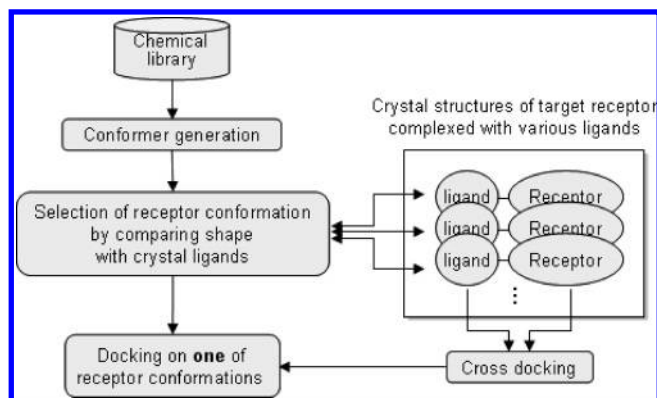 Chemical
library
Conformer generation
Selection of receptor conformation
by comparing shape
with crystal ligands
Docking on one of
receptor conformations
Crystal structures of target receptor
complexed with various ligands
ligand Receptor
ligand Receptor
ligand Receptor
⋮
Cross docking